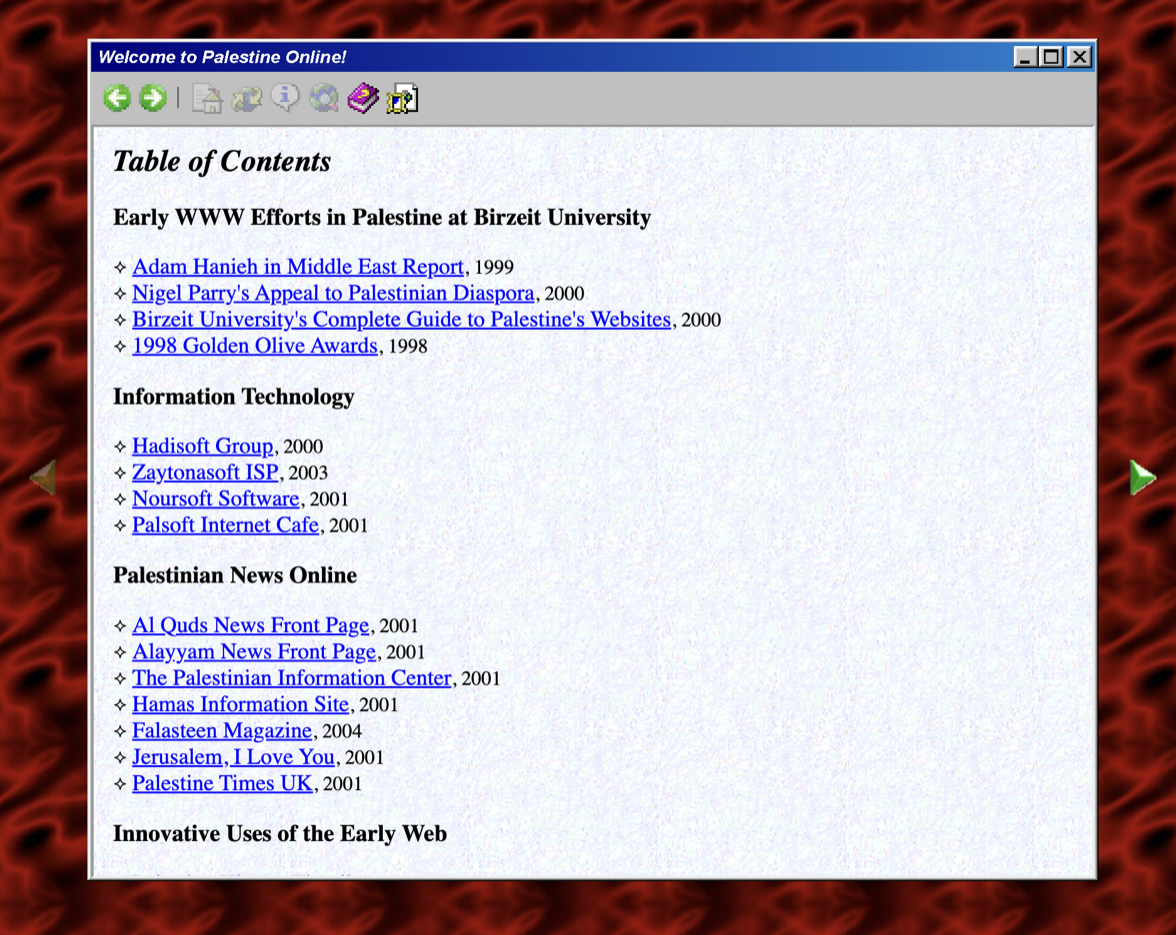 Welcome to Palestine Online!
Table of Contents
Early WWW Efforts in Palestine at Birzeit University
✧ Adam Hanieh in Middle East Report, 1999
✧ Nigel Parry's Appeal to Palestinian Diaspora, 2000
✧ Birzeit University's Complete Guide to Palestine's Websites, 2000
✧ 1998 Golden Olive Awards, 1998
Information Technology
✧ Hadisoft Group, 2000
✧ Zaytonasoft ISP, 2003
✧ Noursoft Software, 2001
✧ Palsoft Internet Cafe, 2001
Palestinian News Online
✧ Al Quds News Front Page, 2001
✧ Alayyam News Front Page, 2001
✧ The Palestinian Information Center, 2001
✧ Hamas Information Site, 2001
✧ Falasteen Magazine, 2004
✧ Jerusalem, I Love You, 2001
✧ Palestine Times UK, 2001
Innovative Uses of the Early Web